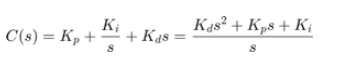 C(s) = K_p + \frac{K_i}{s} + K_d s = \frac{K_d s^2 + K_p s + K_i}{s}